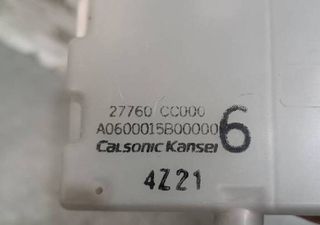 27760 CC000
A0600015B00000
6
CALSONIC KANSEI
4Z21